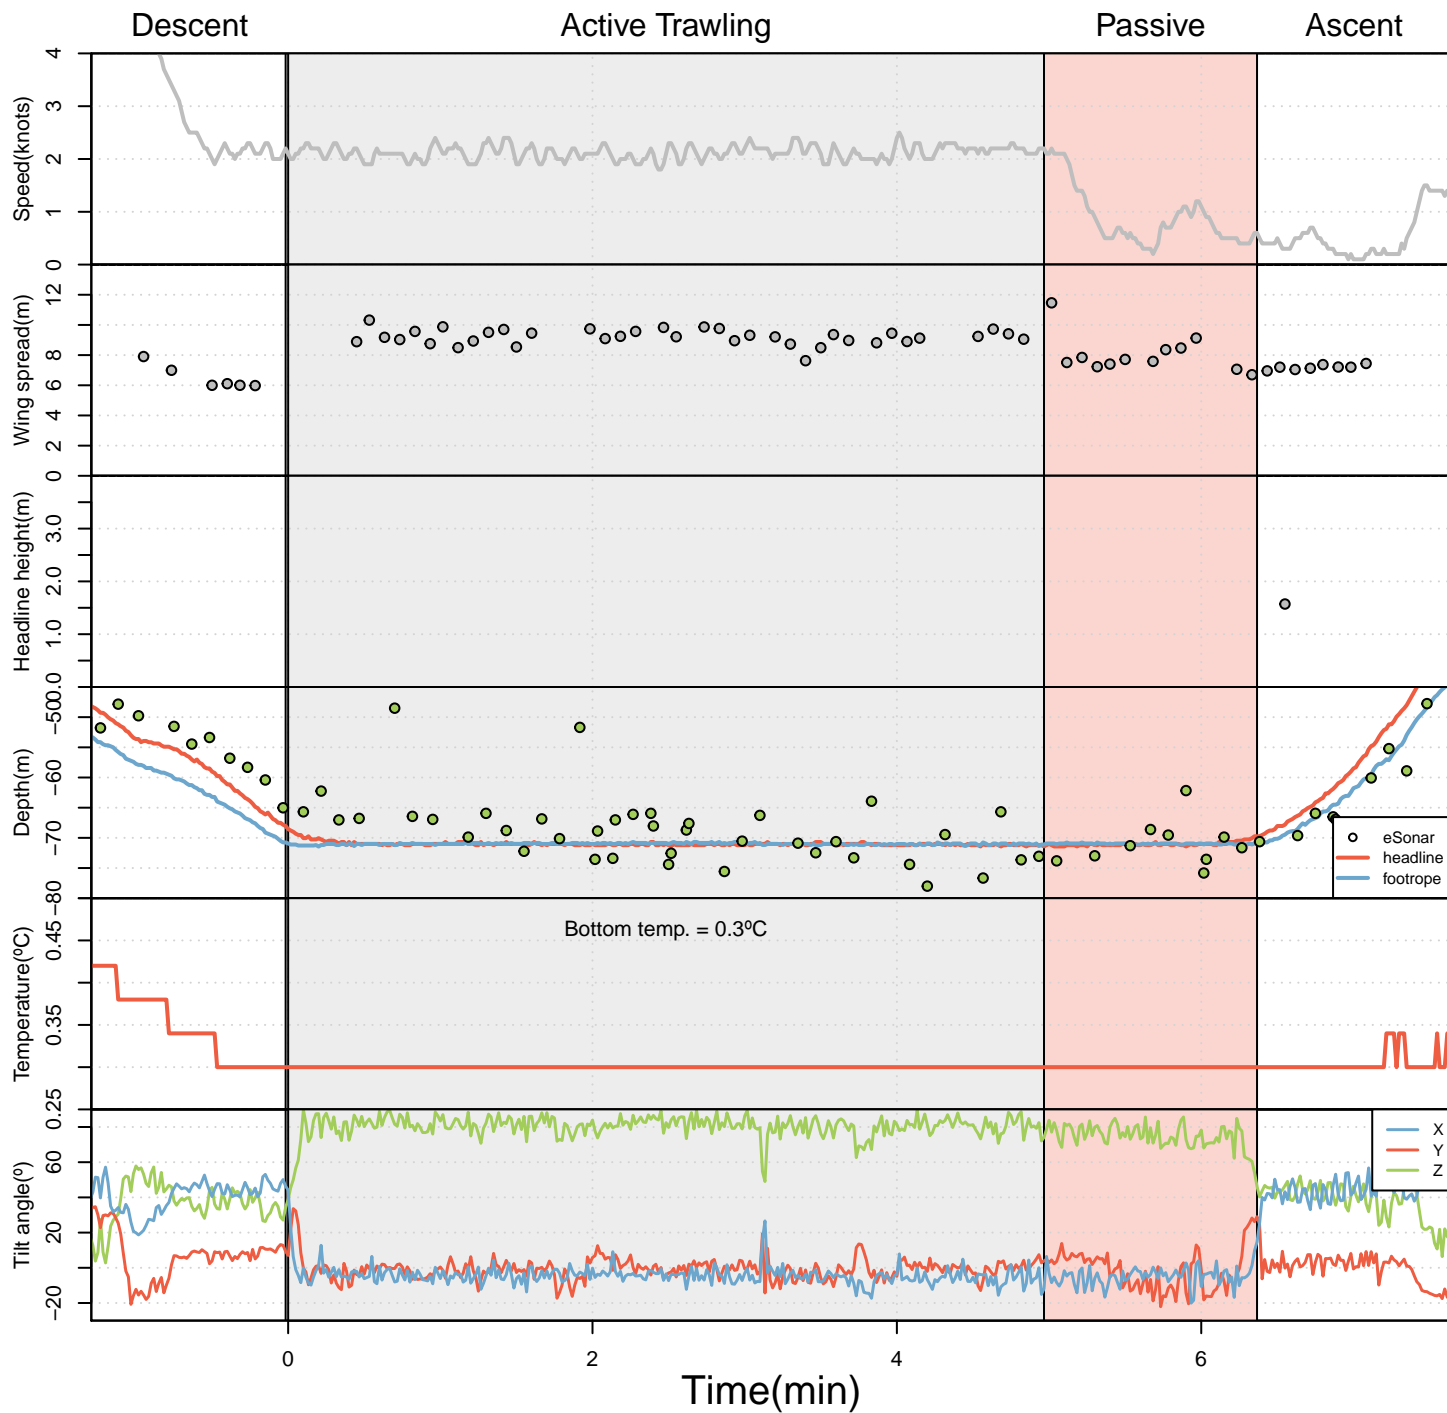 Descent Active Trawling Passive Ascent
Speed(knots)
4
3
2
1
0
Wing spread(m)
12
8
6
4
2
0
Headline height(m)
3.0
2.0
1.0
0.0
Depth(m)
−50
−60
−70
−80
eSonar
headline
footrope
Temperature(ºC)
0.45
0.35
0.25
Bottom temp. = 0.3ºC
Tilt angle(º)
60
20
−20
X
Y
Z
0 2 4 6
Time(min)